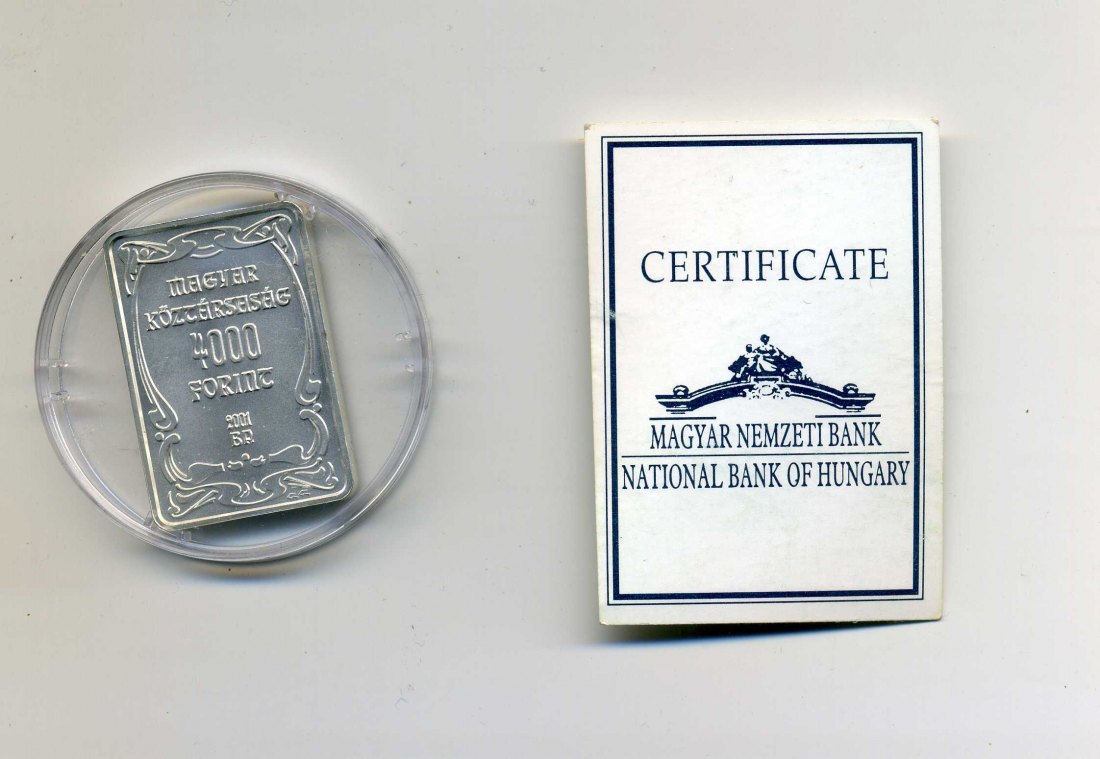 MAGYAR
KÖZTÁRSASÁG
4000
FORINT
2001
BP.
CERTIFICATE
MAGYAR NEMZETI BANK
NATIONAL BANK OF HUNGARY